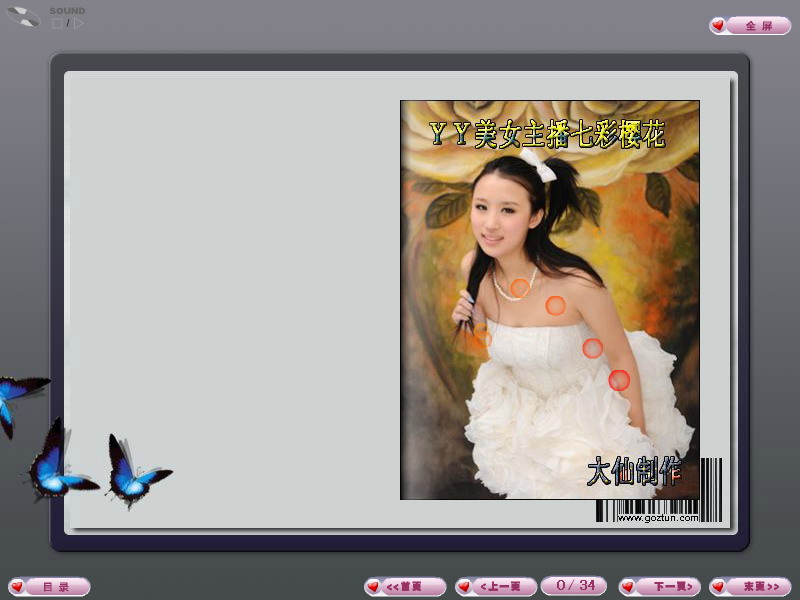 SOUND
/
全屏
YY美女主播七彩樱花
大仙制作
www.goztun.com
目录
<<首页
<上一页
0/34
下一页>
末页>>